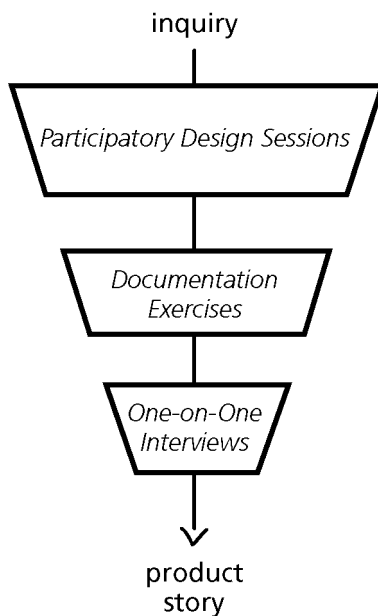 inquiry
Participatory Design Sessions
Documentation
Exercises
One-on-One
Interviews
product
story